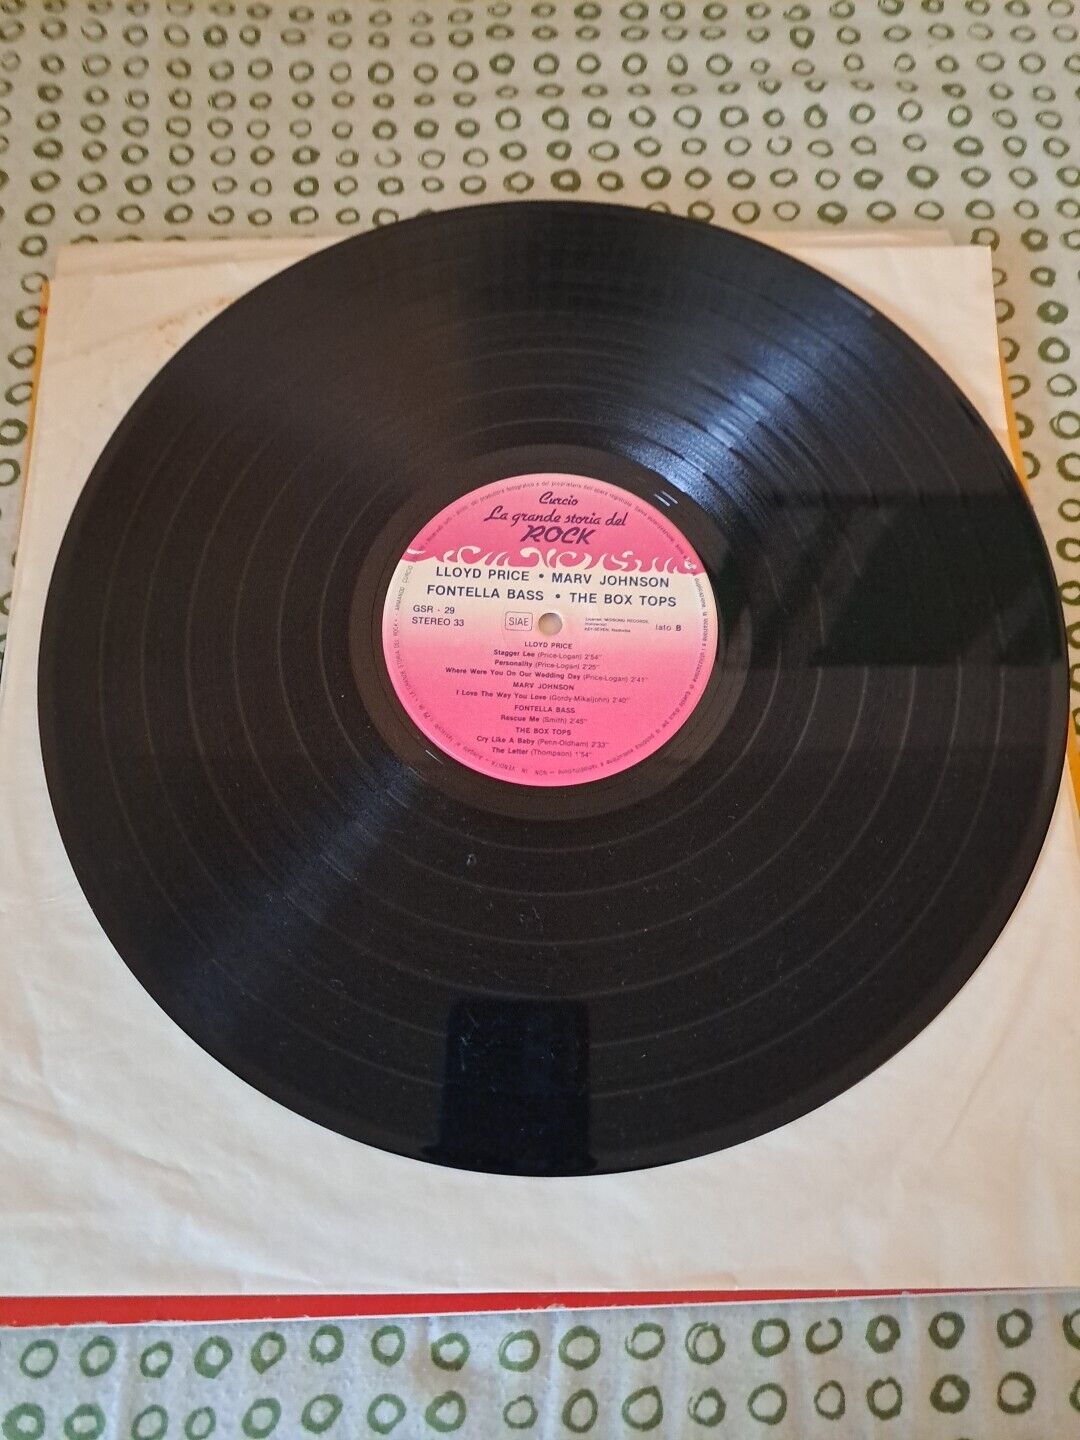 Curcio
La grande storia del
ROCK
LLOYD PRICE • MARV JOHNSON
FONTELLA BASS • THE BOX TOPS
GSR - 29
STEREO 33
SIAE
lato B
LLOYD PRICE
Stagger Lee (Price-Logan) 2'54"
Personality (Price-Logan) 2'25"
Where Were You On Our Wedding Day (Price-Logan) 2'41"
MARV JOHNSON
I Love The Way You Love (Gordy-Mikaljohn) 2'40"
FONTELLA BASS
Rescue Me (Smith) 2'45"
THE BOX TOPS
Cry Like A Baby (Penn-Oldham) 2'33"
The Letter (Thompson) 1'54"